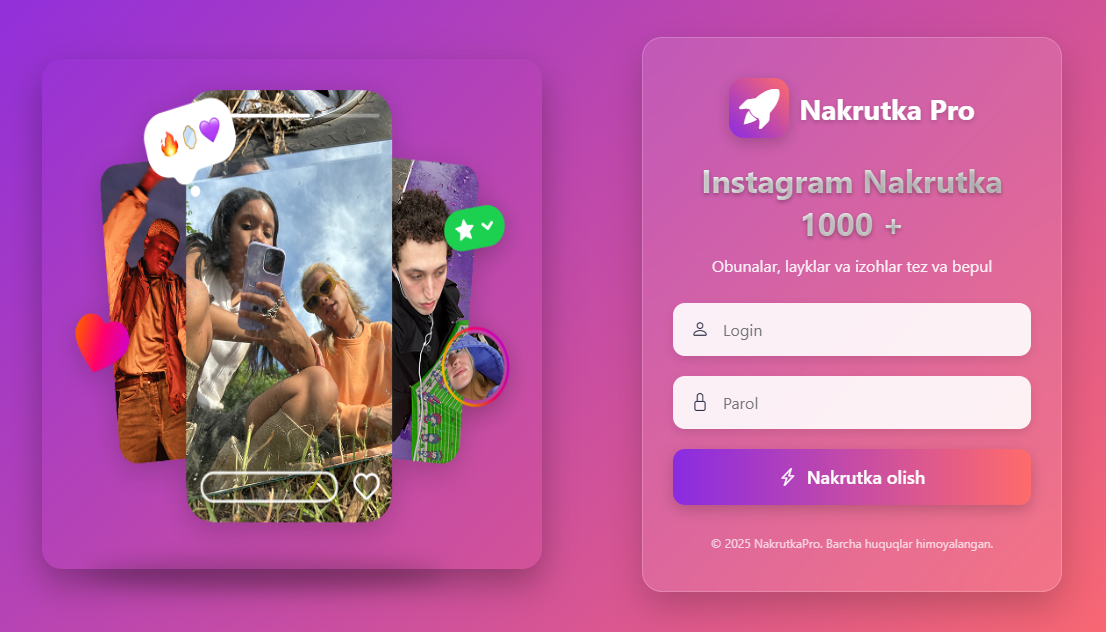 Nakrutka Pro
Instagram Nakrutka
1000 +
Obunalar, layklar va izohlar tez va bepul
Login
Parol
Nakrutka olish
© 2025 NakrutkaPro. Barcha huquqlar himoyalangan.